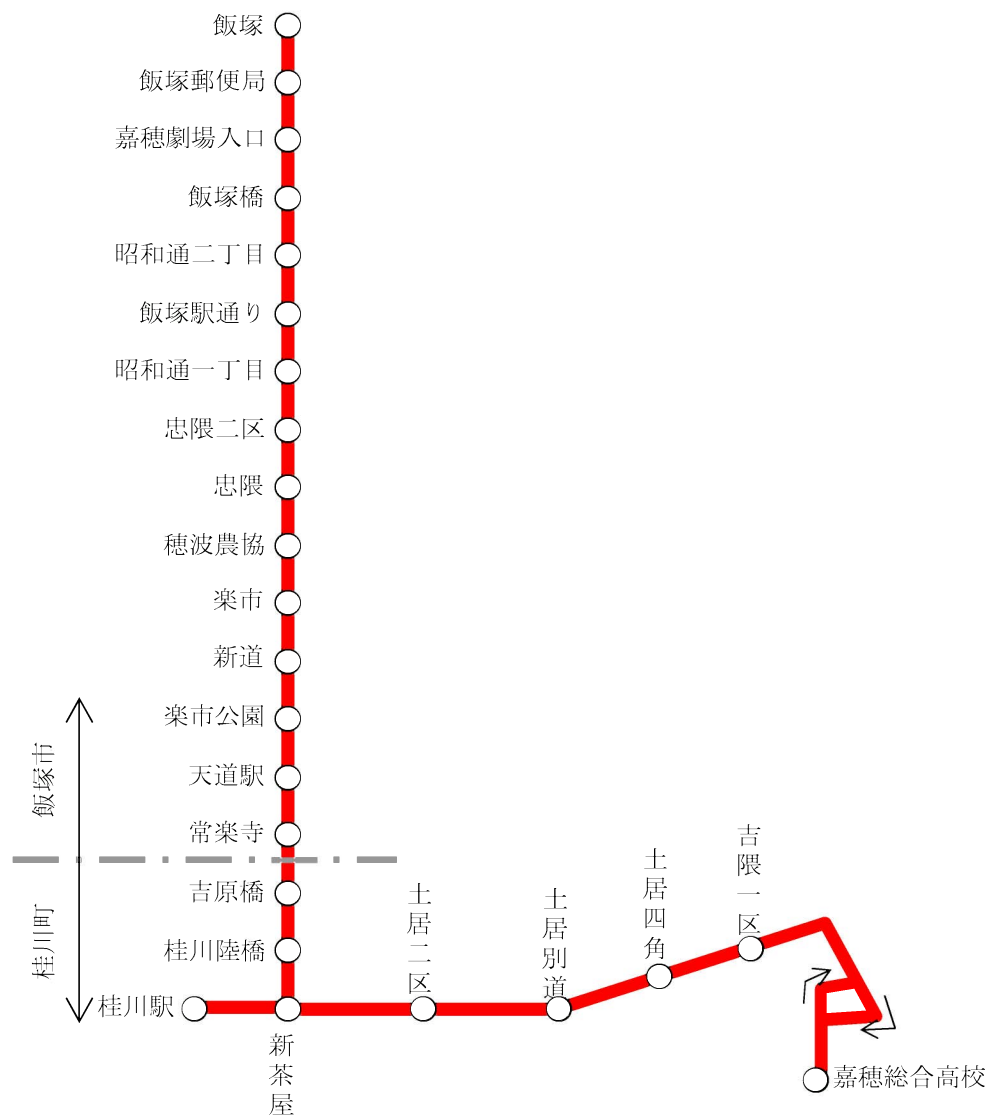 飯塚
飯塚郵便局
嘉穂劇場入口
飯塚橋
昭和通二丁目
飯塚駅通り
昭和通一丁目
忠隈二区
忠隈
穂波農協
楽市
新道
楽市公園
天道駅
常楽寺
吉原橋
桂川陸橋
桂川駅
新茶屋
土居二区
土居別道
土居四角
吉隈一区
嘉穂総合高校
飯塚市
桂川町